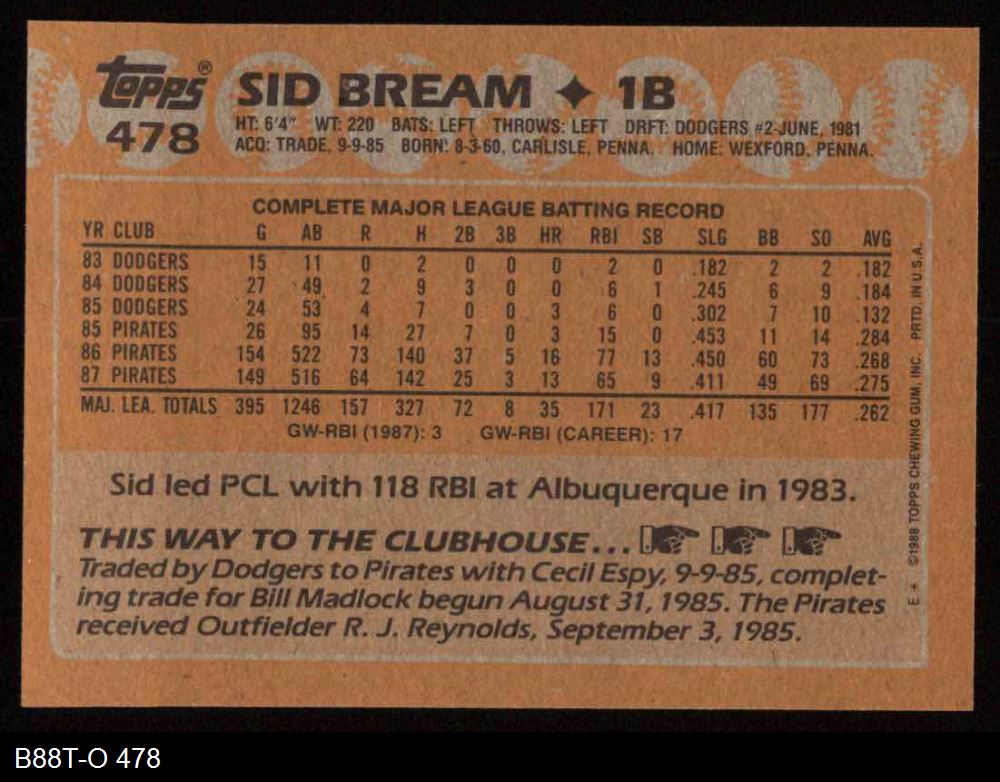 Topps® SID BREAM ✦ 1B
478 HT: 6'4" WT: 220 BATS: LEFT THROWS: LEFT DRFT: DODGERS #2-JUNE, 1981
ACQ: TRADE, 9-9-85 BORN: 8-3-60, CARLISLE, PENNA. HOME: WEXFORD, PENNA.
COMPLETE MAJOR LEAGUE BATTING RECORD
YR CLUB G AB R H 2B 3B HR RBI SB SLG BB SO AVG
83 DODGERS 15 11 0 2 0 0 0 2 0 .182 2 2 .182
84 DODGERS 27 49 2 9 3 0 0 6 1 .245 6 9 .184
85 DODGERS 24 53 4 7 0 0 3 6 0 .302 7 10 .132
85 PIRATES 26 95 14 27 7 0 3 15 0 .453 11 14 .284
86 PIRATES 154 522 73 140 37 5 16 77 13 .450 60 73 .268
87 PIRATES 149 516 64 142 25 3 13 65 9 .411 49 69 .275
MAJ. LEA. TOTALS 395 1246 157 327 72 8 35 171 23 .417 135 177 .262
GW-RBI (1987): 3 GW-RBI (CAREER): 17
Sid led PCL with 118 RBI at Albuquerque in 1983.
THIS WAY TO THE CLUBHOUSE...
Traded by Dodgers to Pirates with Cecil Espy, 9-9-85, complet-
ing trade for Bill Madlock begun August 31, 1985. The Pirates
received Outfielder R. J. Reynolds, September 3, 1985.
E * ©1988 TOPPS CHEWING GUM, INC. PRTD. IN U.S.A.
B88T-O 478